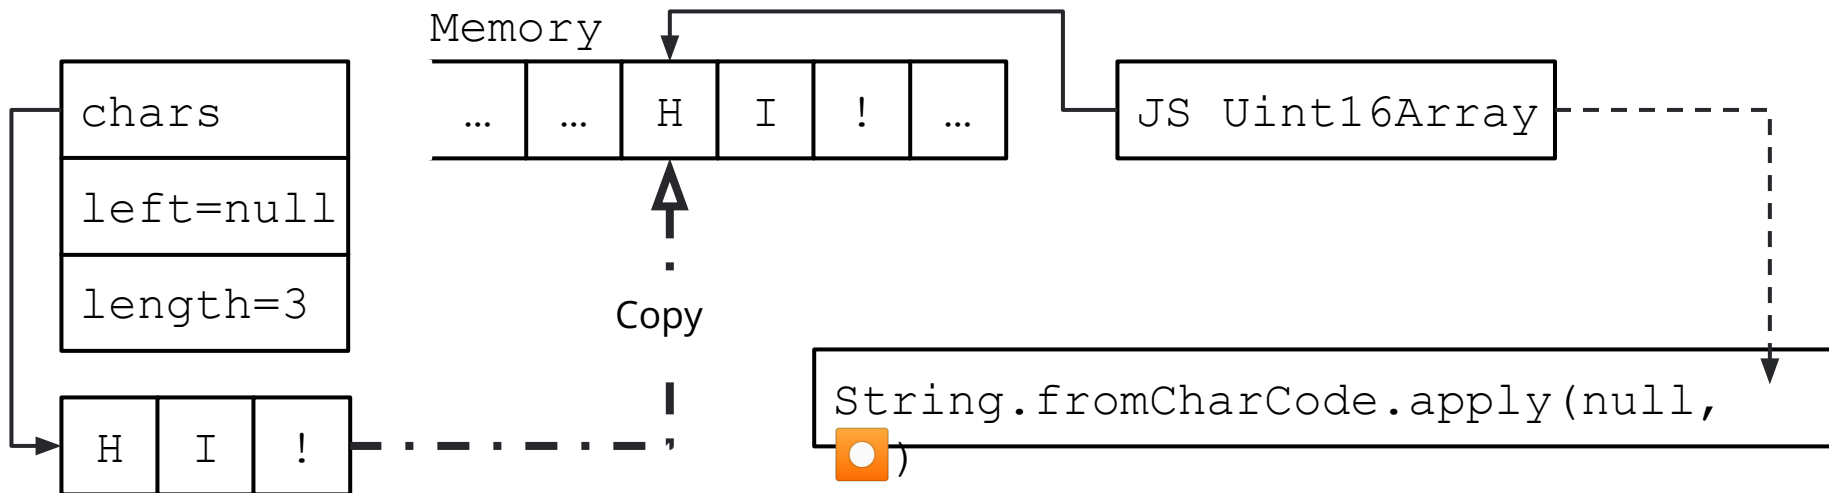 Memory
chars
left=null
length=3
H I !
… … H I ! …
Copy
JS Uint16Array
String.fromCharCode.apply(null,
⏺)